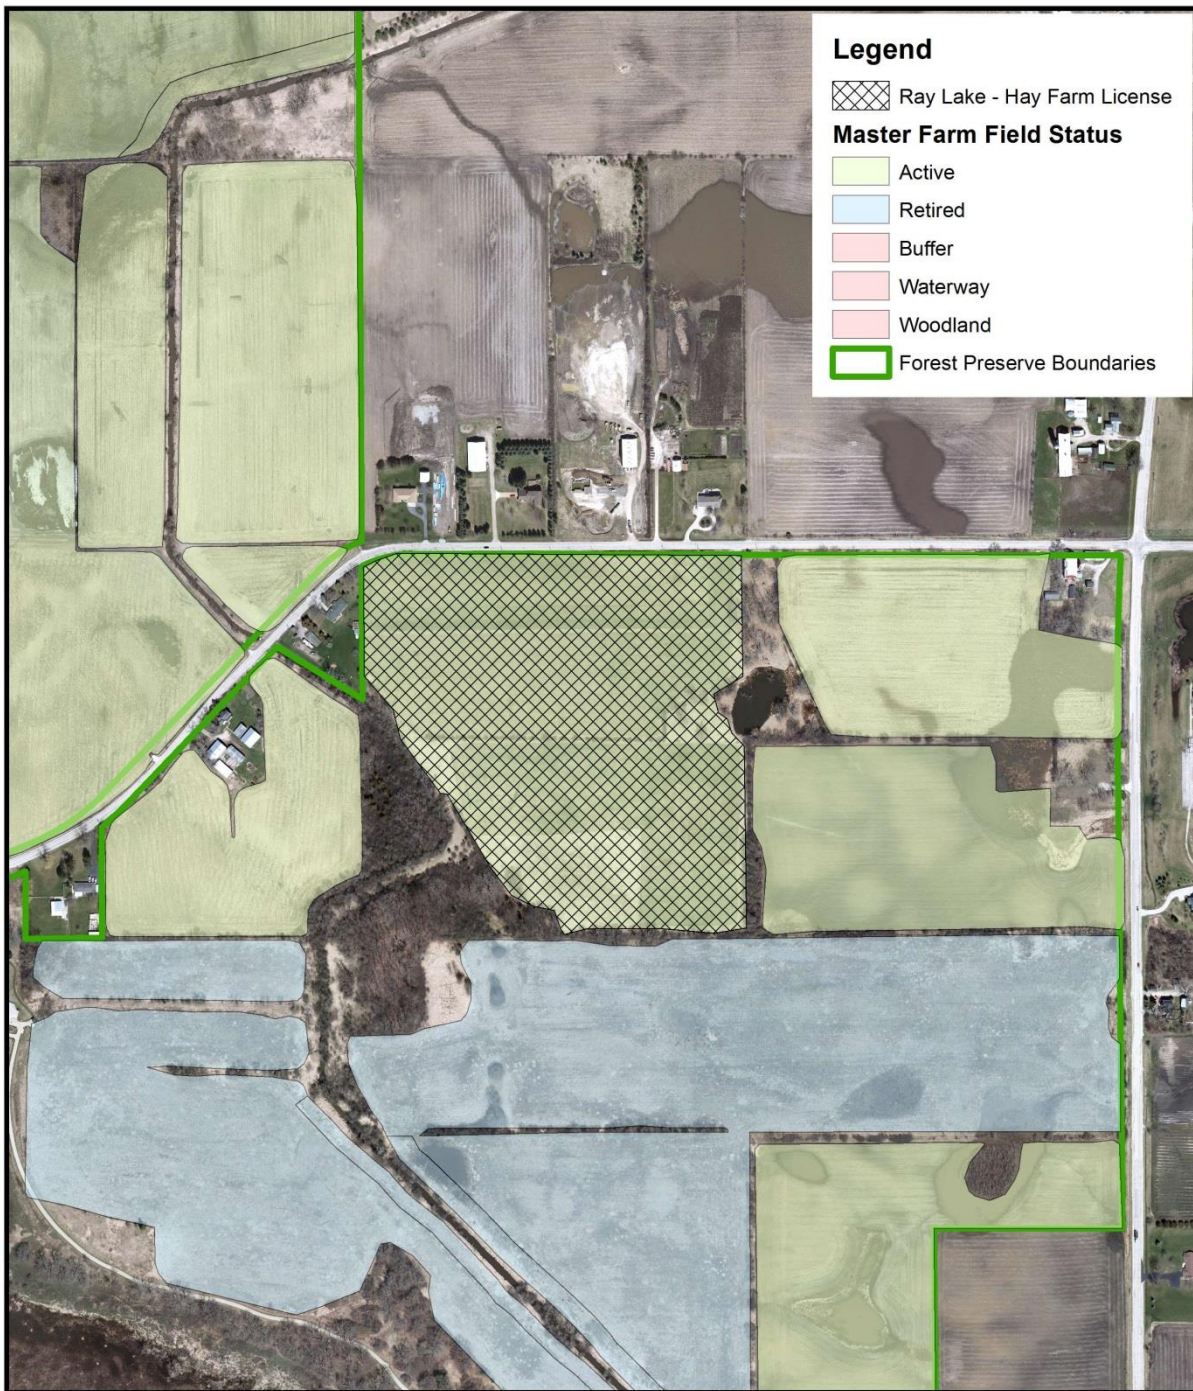 Legend
Ray Lake - Hay Farm License
Master Farm Field Status
Active
Retired
Buffer
Waterway
Woodland
Forest Preserve Boundaries